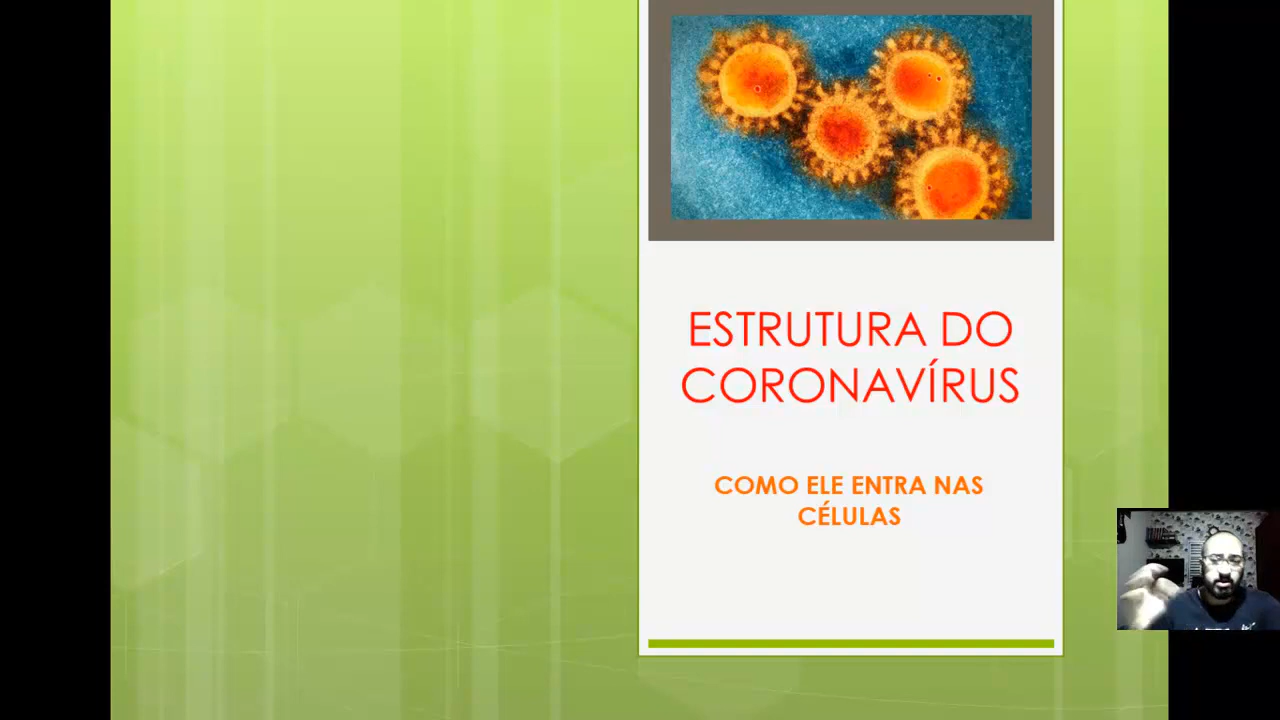 ESTRUTURA DO
CORONAVÍRUS
COMO ELE ENTRA NAS
CÉLULAS